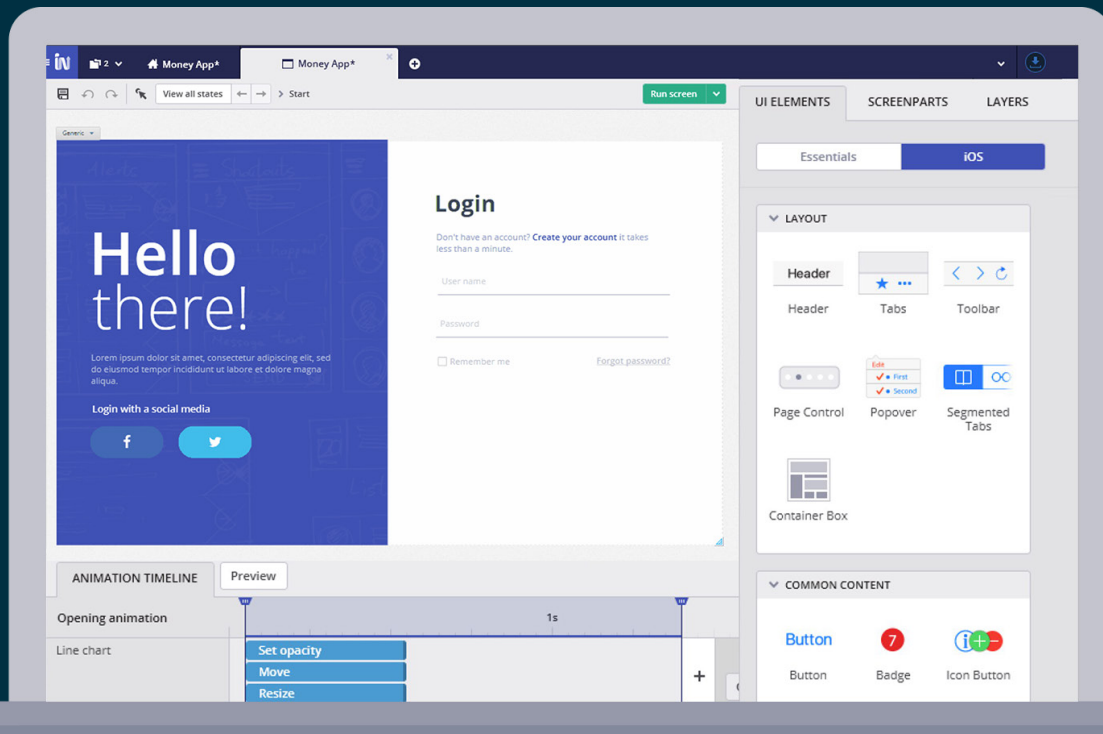 in
2
Money App*
Money App*
View all states
Start
Run screen
Generic
Hello
there!
Lorem ipsum dolor sit amet, consectetur adipiscing elit, sed
do eiusmod tempor incididunt ut labore et dolore magna
aliqua.
Login with a social media
f
Login
Don't have an account? Create your account it takes
less than a minute.
User name
Password
Remember me
Forgot password?
UI ELEMENTS
SCREENPARTS
LAYERS
Essentials
iOS
LAYOUT
Header
Header
Tabs
Toolbar
Edit
First
Second
Page Control
Popover
Segmented
Tabs
Container Box
COMMON CONTENT
Button
7
i
Button
Badge
Icon Button
ANIMATION TIMELINE
Preview
Opening animation
1s
Line chart
Set opacity
Move
Resize